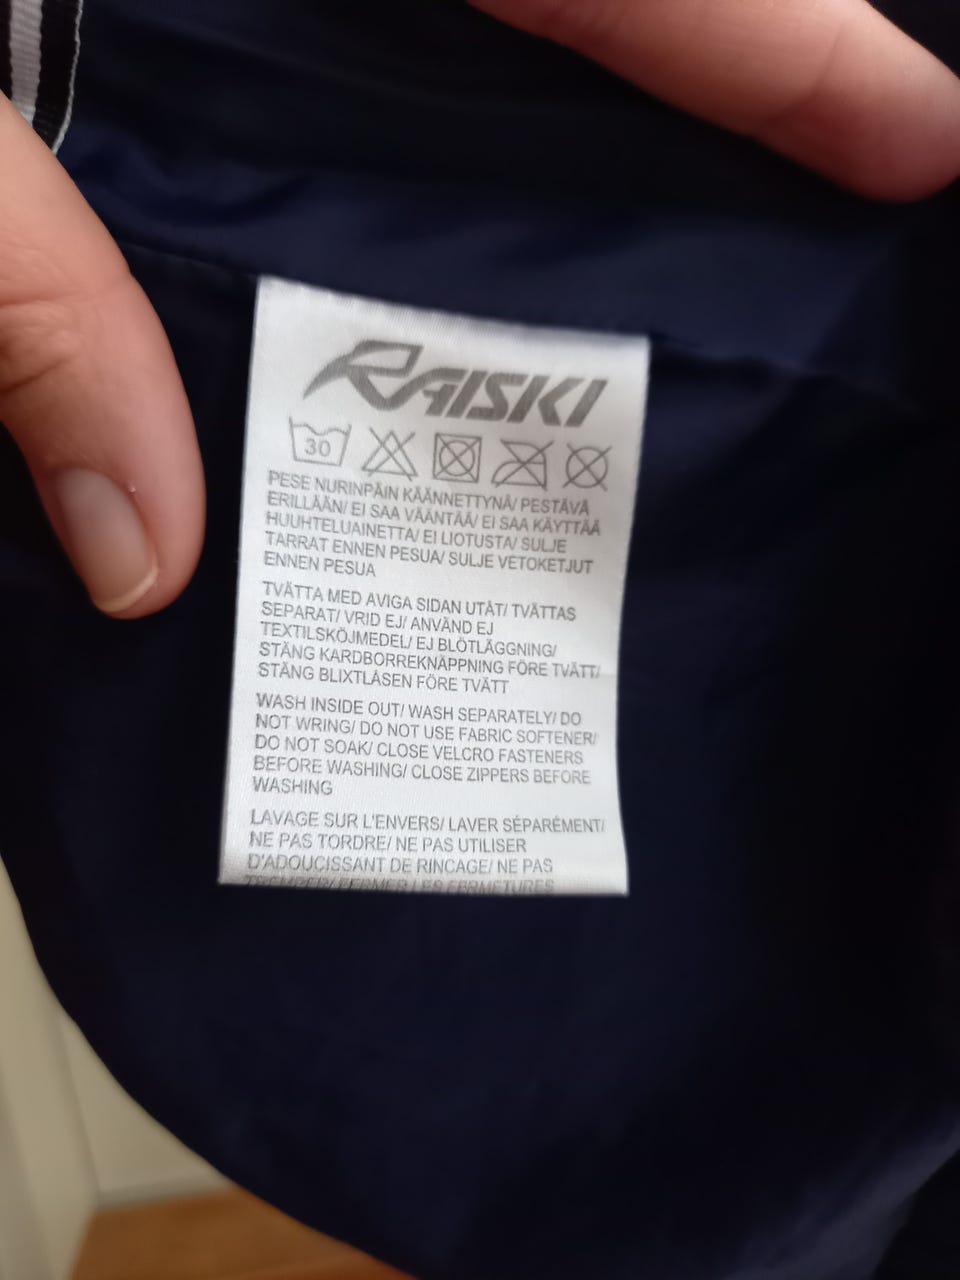 RAISKI
30
PESE NURINPÄIN KÄÄNNETTYNÄ/ PESTÄVÄ
ERILLÄÄN/ EI SAA VÄÄNTÄÄ/ EI SAA KÄYTTÄÄ
HUUHTELUAINETTA/ EI LIOTUSTA/ SULJE
TARRAT ENNEN PESUA/ SULJE VETOKETJUT
ENNEN PESUA
TVÄTTA MED AVIGA SIDAN UTÅT/ TVÄTTAS
SEPARAT/ VRID EJ/ ANVÄND EJ
TEXTILSKÖJMEDEL/ EJ BLÖTLÄGGNING/
STÄNG KARDBORREKNÄPPNING FÖRE TVÄTT/
STÄNG BLIXTLÅSEN FÖRE TVÄTT
WASH INSIDE OUT/ WASH SEPARATELY/ DO
NOT WRING/ DO NOT USE FABRIC SOFTENER/
DO NOT SOAK/ CLOSE VELCRO FASTENERS
BEFORE WASHING/ CLOSE ZIPPERS BEFORE
WASHING
LAVAGE SUR L'ENVERS/ LAVER SÉPARÉMENT/
NE PAS TORDRE/ NE PAS UTILISER
D'ADOUCISSANT DE RINCAGE/ NE PAS
TREMPER/ FERMER LES FERMETURES